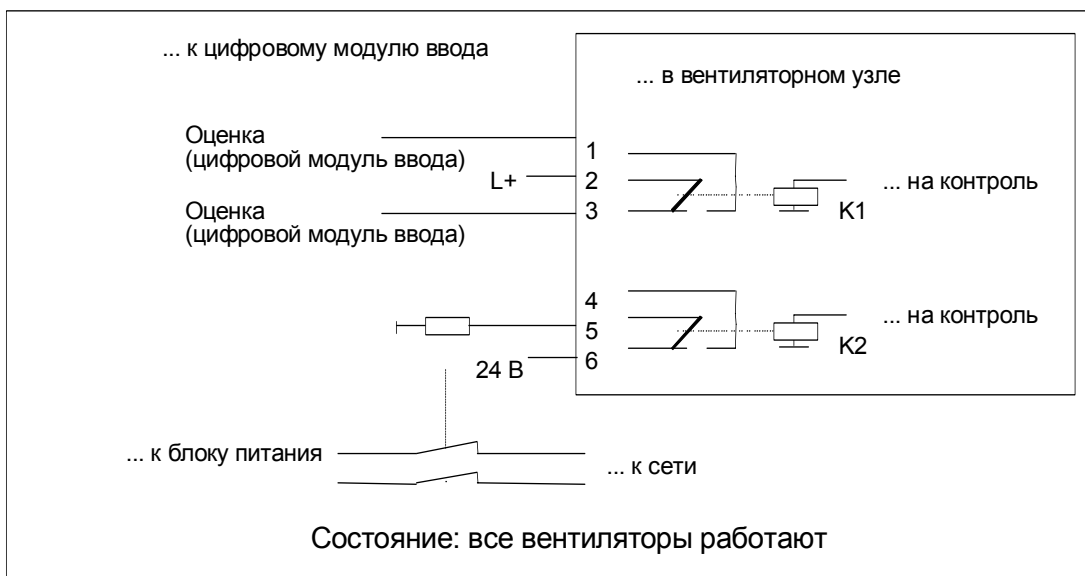 ... к цифровому модулю ввода
... в вентиляторном узле
Оценка
(цифровой модуль ввода)
1
L+
2
... на контроль
Оценка
(цифровой модуль ввода)
3
K1
4
... на контроль
5
24 В
6
K2
... к блоку питания
... к сети
Состояние: все вентиляторы работают